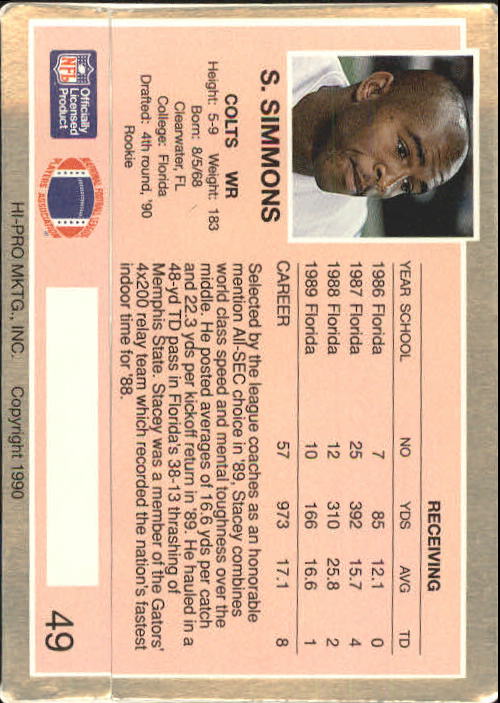 S. SIMMONS
COLTS WR
Height: 5-9 Weight: 183
Born: 8/5/68
Clearwater, FL
College: Florida
Drafted: 4th round, '90
Rookie
NFL
Officially
Licensed
Product
NATIONAL FOOTBALL LEAGUE
PLAYERS ASSOCIATION
RECEIVING
YEAR SCHOOL NO YDS AVG TD
1986 Florida 7 85 12.1 0
1987 Florida 25 392 15.7 4
1988 Florida 12 310 25.8 2
1989 Florida 10 166 16.6 1
CAREER 57 973 17.1 8
Selected by the league coaches as an honorable
mention All-SEC choice in '89, Stacey combines
world class speed and mental toughness over the
middle. He posted averages of 16.6 yds per catch
and 22.3 yds per kickoff return in '89. He hauled in a
48-yd TD pass in Florida's 38-13 thrashing of
Memphis State. Stacey was a member of the Gators'
4x200 relay team which recorded the nation's fastest
indoor time for '88.
49
HI-PRO MKTG., INC. Copyright 1990